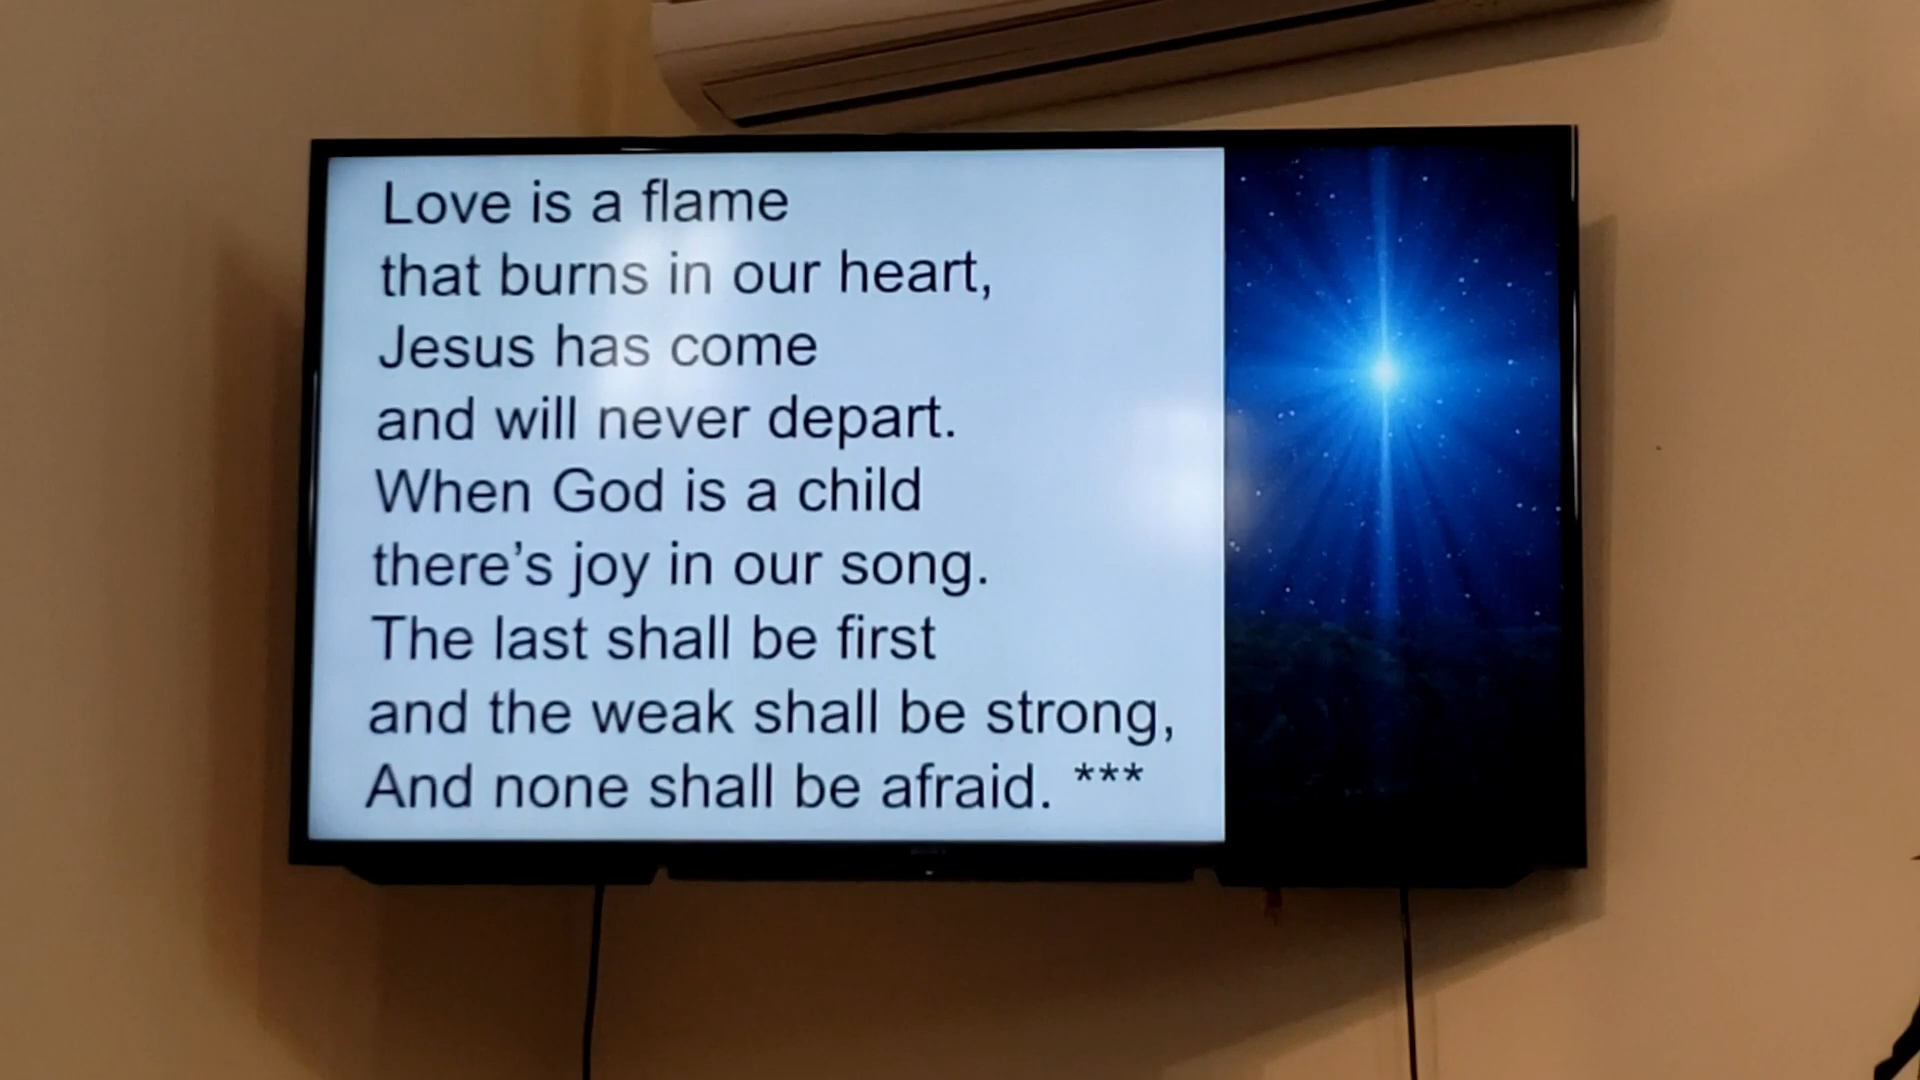 Love is a flame
that burns in our heart,
Jesus has come
and will never depart.
When God is a child
there’s joy in our song.
The last shall be first
and the weak shall be strong,
And none shall be afraid. ***